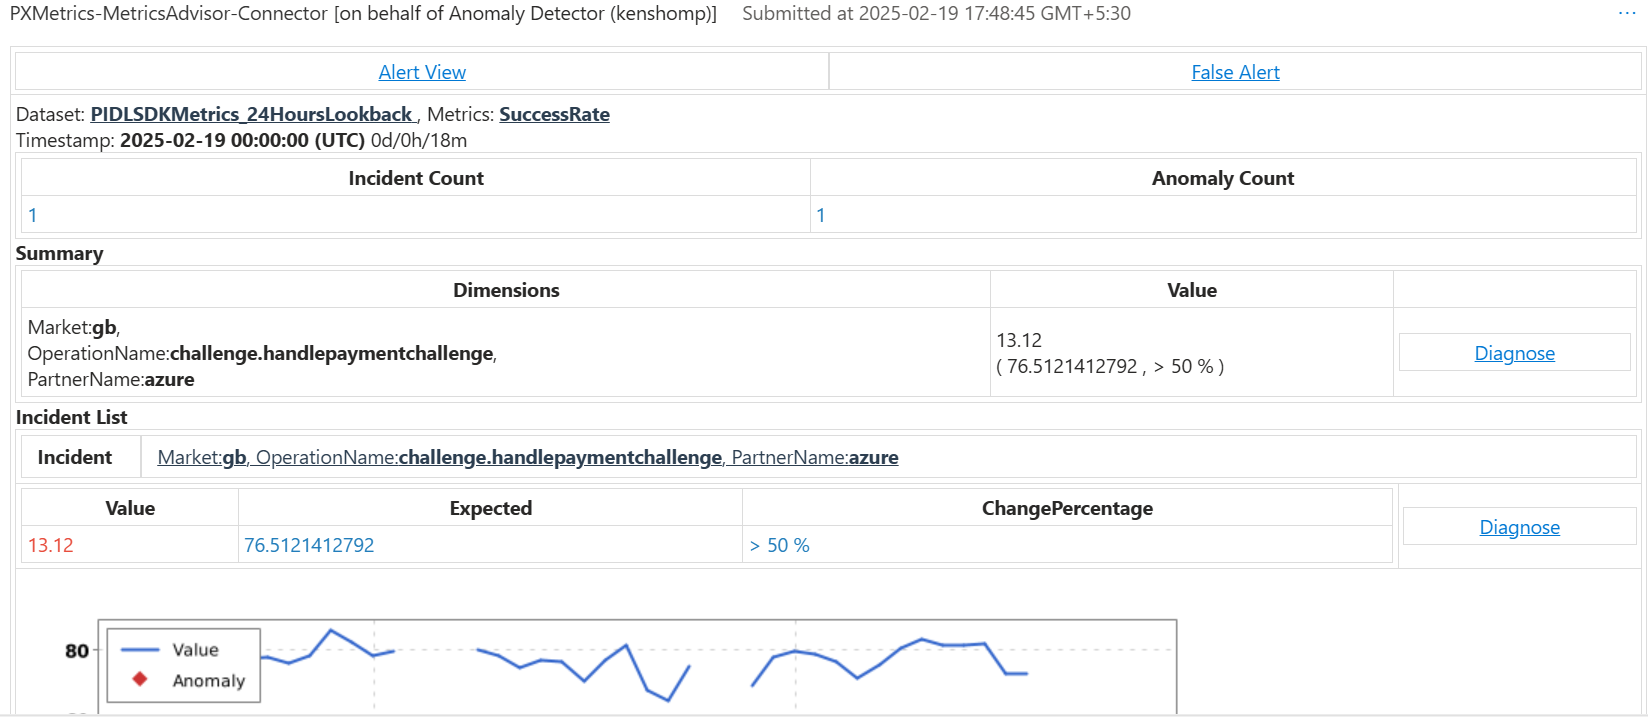 PXMetrics-MetricsAdvisor-Connector [on behalf of Anomaly Detector (kenshomp)] Submitted at 2025-02-19 17:48:45 GMT+5:30 ...
Alert View False Alert
Dataset: PIDLSDKMetrics_24HoursLookback , Metrics: SuccessRate
Timestamp: 2025-02-19 00:00:00 (UTC) 0d/0h/18m
Incident Count Anomaly Count
1 1
Summary
Dimensions Value
Market:gb,
OperationName:challenge.handlepaymentchallenge,
PartnerName:azure
13.12
( 76.5121412792 , > 50 % )
Diagnose
Incident List
Incident Market:gb, OperationName:challenge.handlepaymentchallenge, PartnerName:azure
Value Expected ChangePercentage
13.12 76.5121412792 > 50 %
Diagnose
80
Value
Anomaly